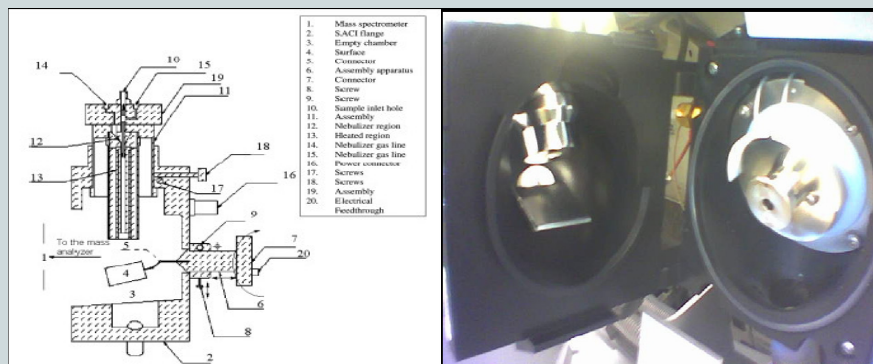 10
15
14
19
11
12
13
18
17
16
9
To the mass
analyzer
5
7
20
1
4
3
6
8
2
1. Mass spectrometer
2. SACI flange
3. Empty chamber
4. Surface
5. Connector
6. Assembly apparatus
7. Connector
8. Screw
9. Screw
10. Sample inlet hole
11. Assembly
12. Nebulizer region
13. Heated region
14. Nebulizer gas line
15. Nebulizer gas line
16. Power connector
17. Screws
18. Screws
19. Assembly
20. Electrical
Feedthrough